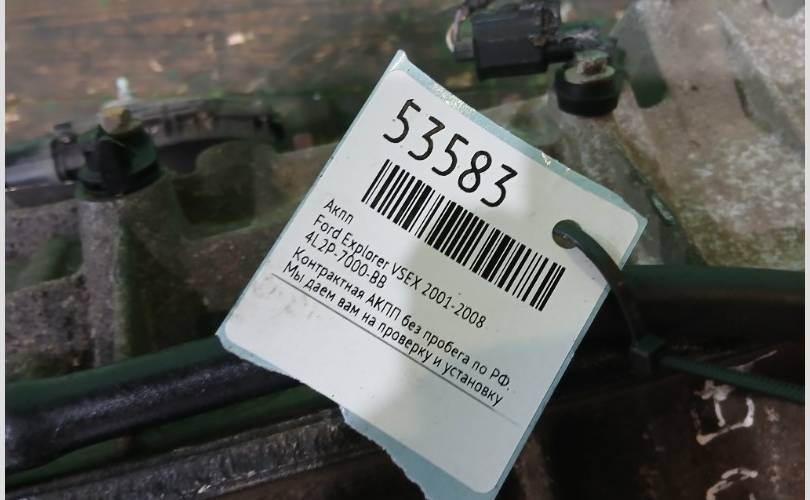 53583
Акпп
Ford Explorer VSEX 2001-2008
4L2P-7000-BB
Контрактная АКПП без пробега по РФ.
Мы даем вам на проверку и установку